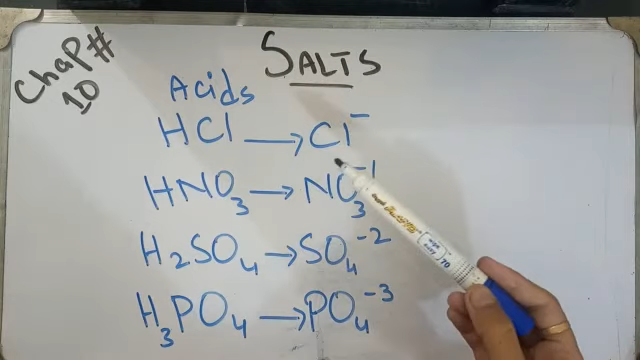 Chap#
10
SALTS
Acids
HCl → Cl⁻
HNO₃ → NO₃⁻¹
H₂SO₄ → SO₄⁻²
H₃PO₄ → PO₄⁻³